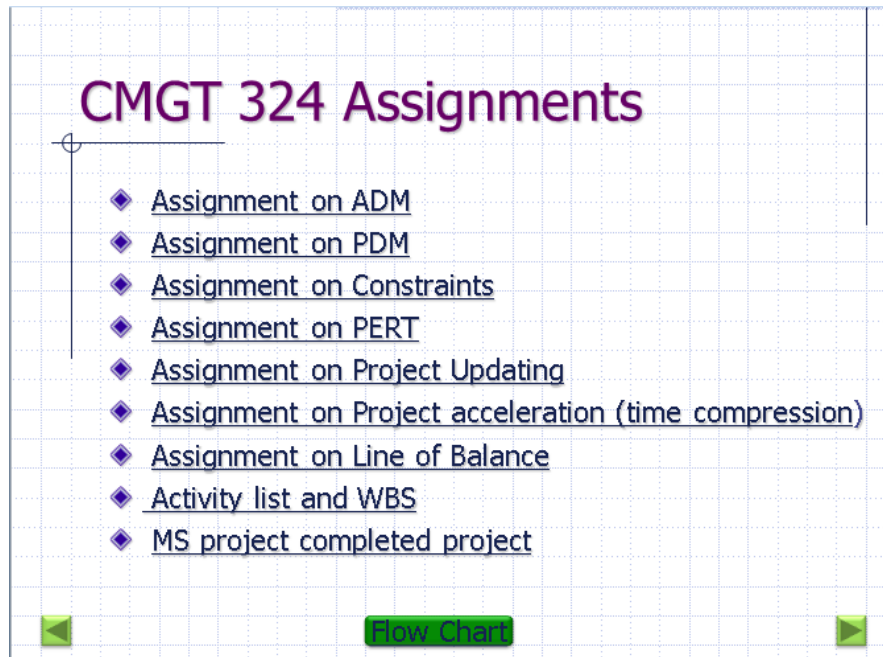 CMGT 324 Assignments
Assignment on ADM
Assignment on PDM
Assignment on Constraints
Assignment on PERT
Assignment on Project Updating
Assignment on Project acceleration (time compression)
Assignment on Line of Balance
Activity list and WBS
MS project completed project
Flow Chart